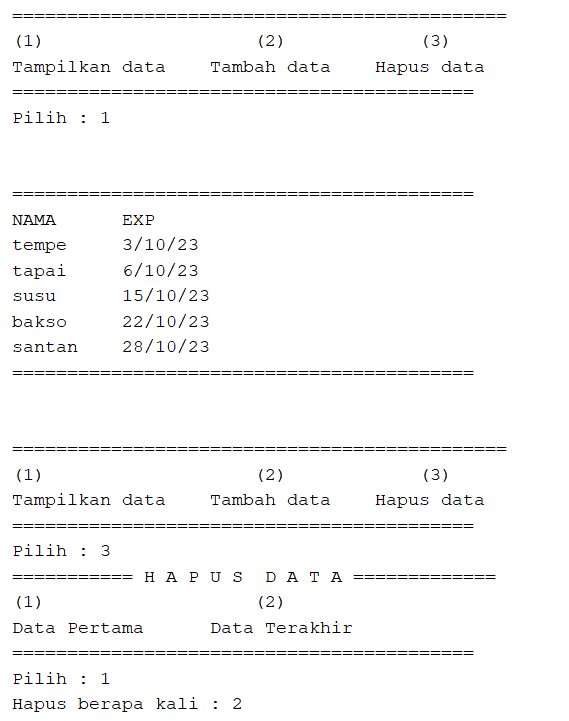 =============================================
(1) (2) (3)
Tampilkan data Tambah data Hapus data
==========================================
Pilih : 1
==========================================
NAMA EXP
tempe 3/10/23
tapai 6/10/23
susu 15/10/23
bakso 22/10/23
santan 28/10/23
==========================================
=============================================
(1) (2) (3)
Tampilkan data Tambah data Hapus data
==========================================
Pilih : 3
=========== H A P U S  D A T A =============
(1) (2)
Data Pertama Data Terakhir
==========================================
Pilih : 1
Hapus berapa kali : 2